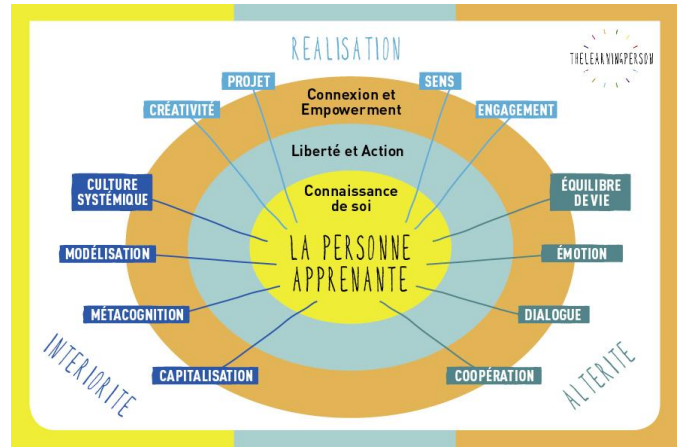 REALISATION
THELEARNINGPERSON
PROJET
SENS
CRÉATIVITÉ
ENGAGEMENT
Connexion et
Empowerment
Liberté et Action
Connaissance
de soi
CULTURE
SYSTÉMIQUE
ÉQUILIBRE
DE VIE
LA PERSONNE
APPRENANTE
MODÉLISATION
ÉMOTION
MÉTACOGNITION
DIALOGUE
CAPITALISATION
COOPÉRATION
INTERIORITE
ALTERITE